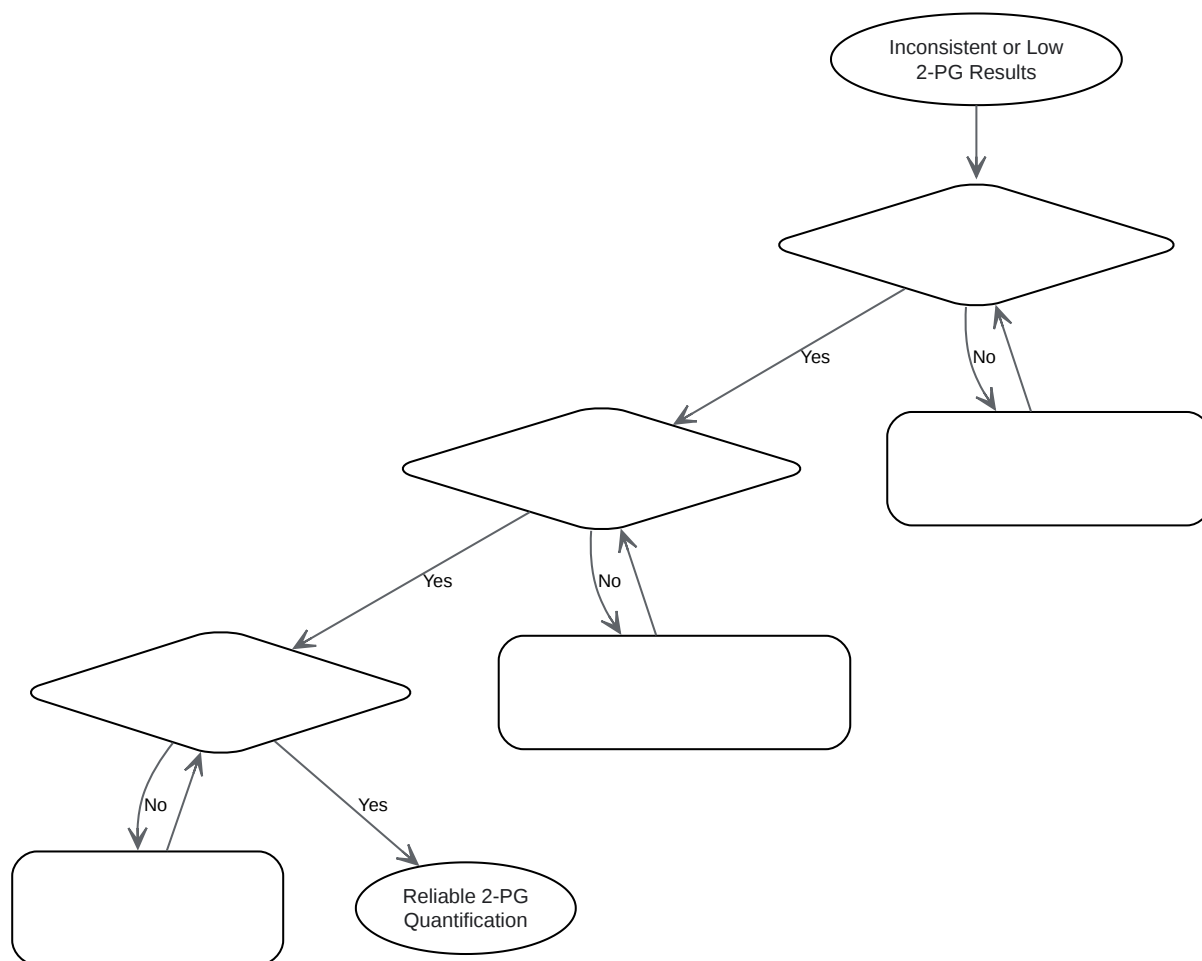 Inconsistent or Low
2-PG Results
Yes
No
Yes
No
No
Yes
Reliable 2-PG
Quantification